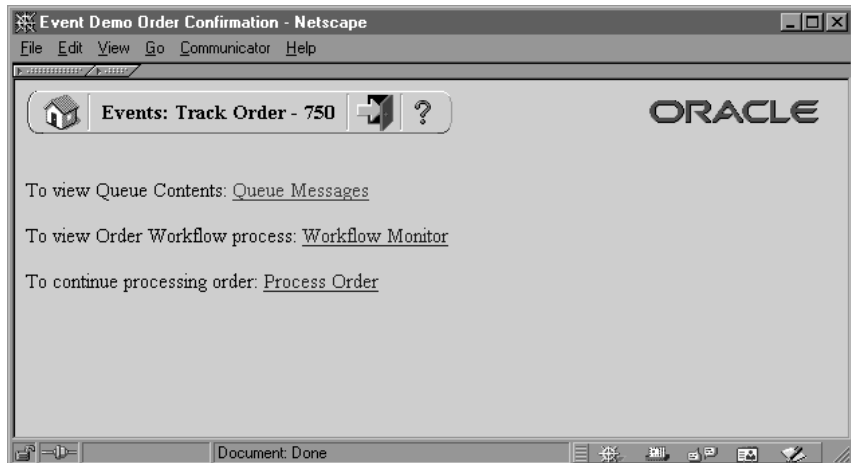 Event Demo Order Confirmation - Netscape
File Edit View Go Communicator Help
Events: Track Order - 750 ?
ORACLE
To view Queue Contents: Queue Messages
To view Order Workflow process: Workflow Monitor
To continue processing order: Process Order
Document: Done